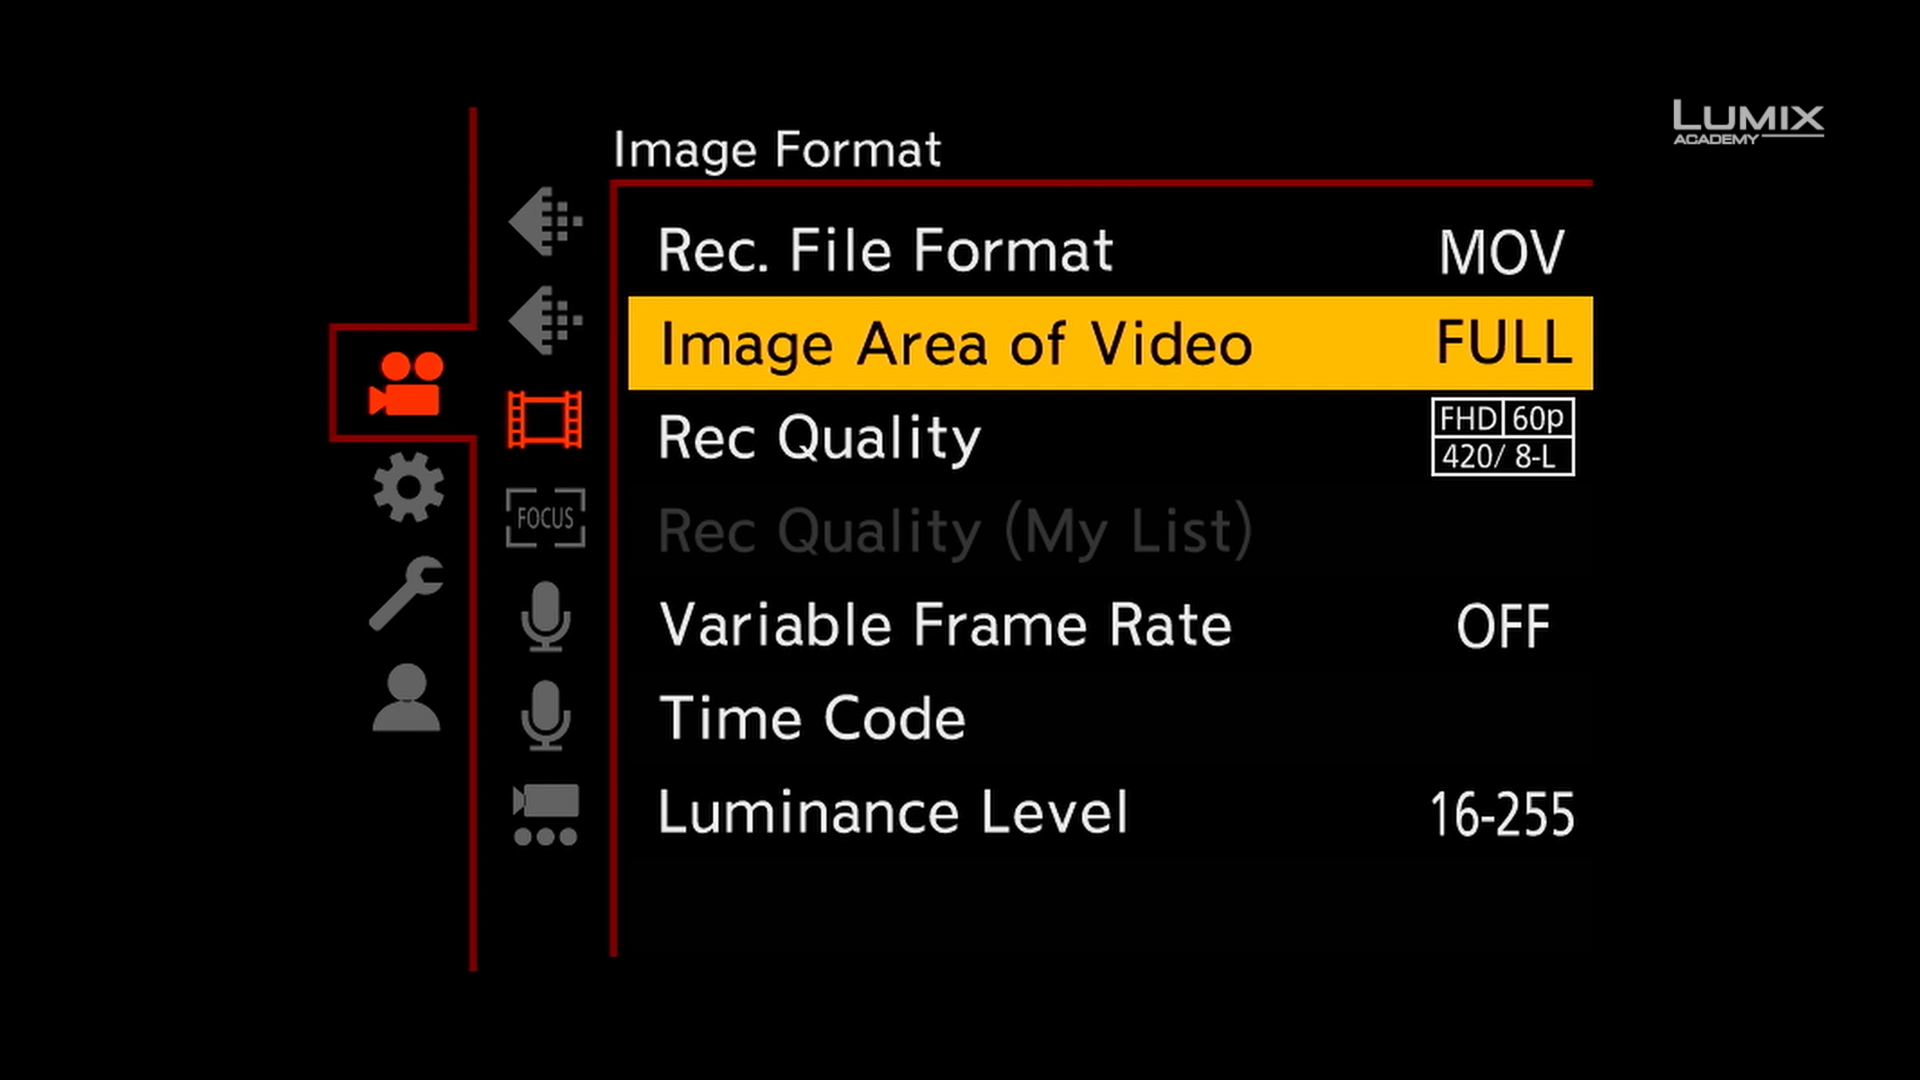 LUMIX
ACADEMY
Image Format
Rec. File Format MOV
Image Area of Video FULL
Rec Quality FHD 60p
420/ 8-L
Rec Quality (My List)
FOCUS
Variable Frame Rate OFF
Time Code
Luminance Level 16-255